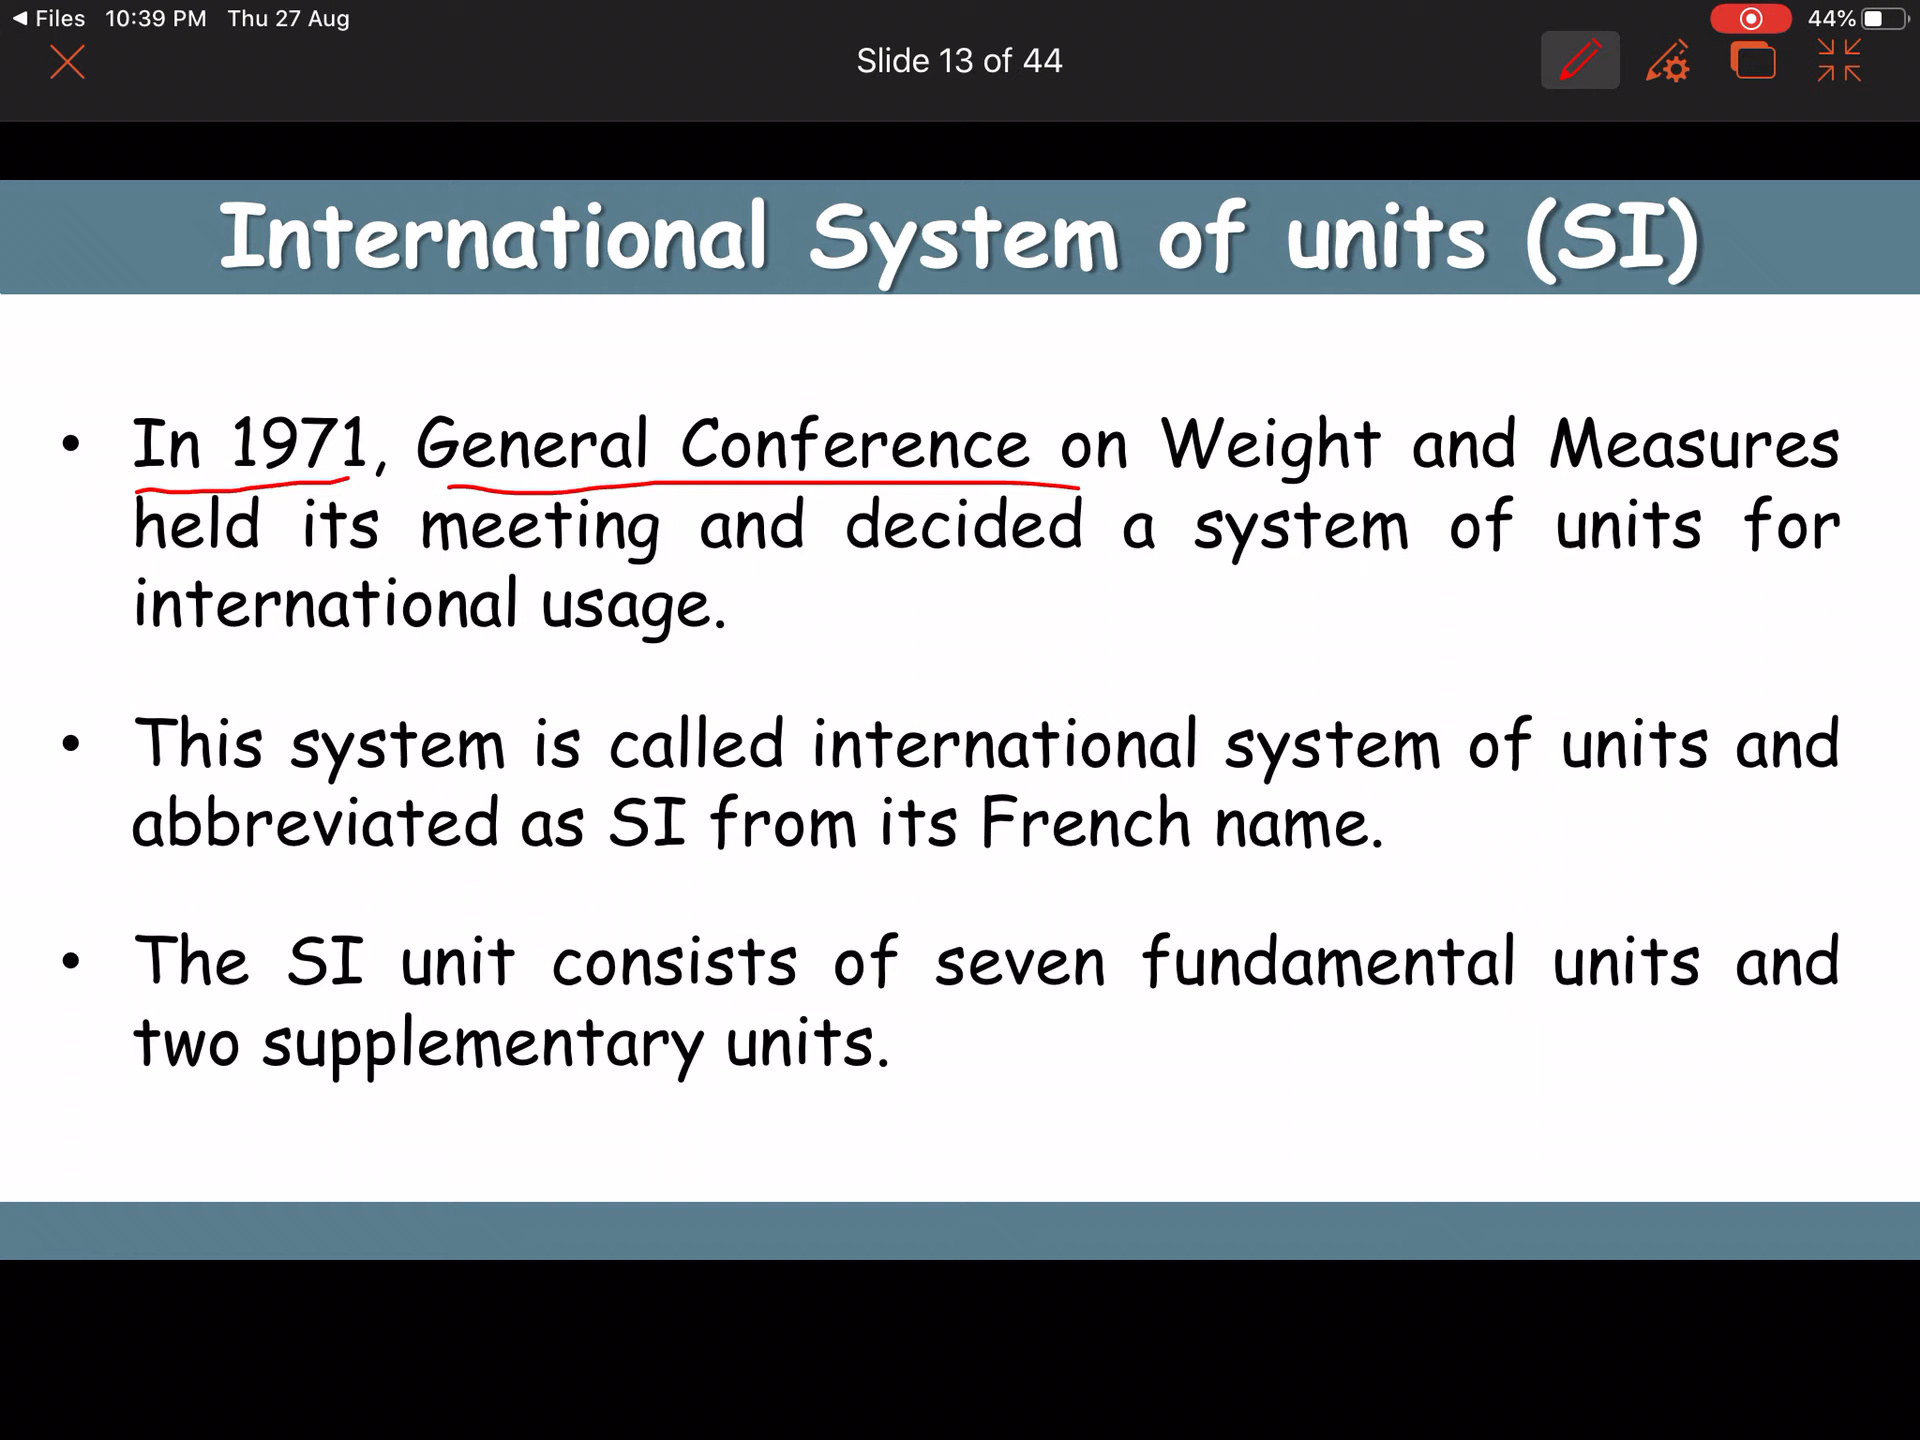 Files 10:39 PM Thu 27 Aug 44%
Slide 13 of 44
International System of units (SI)
• In 1971, General Conference on Weight and Measures
held its meeting and decided a system of units for
international usage.
• This system is called international system of units and
abbreviated as SI from its French name.
• The SI unit consists of seven fundamental units and
two supplementary units.